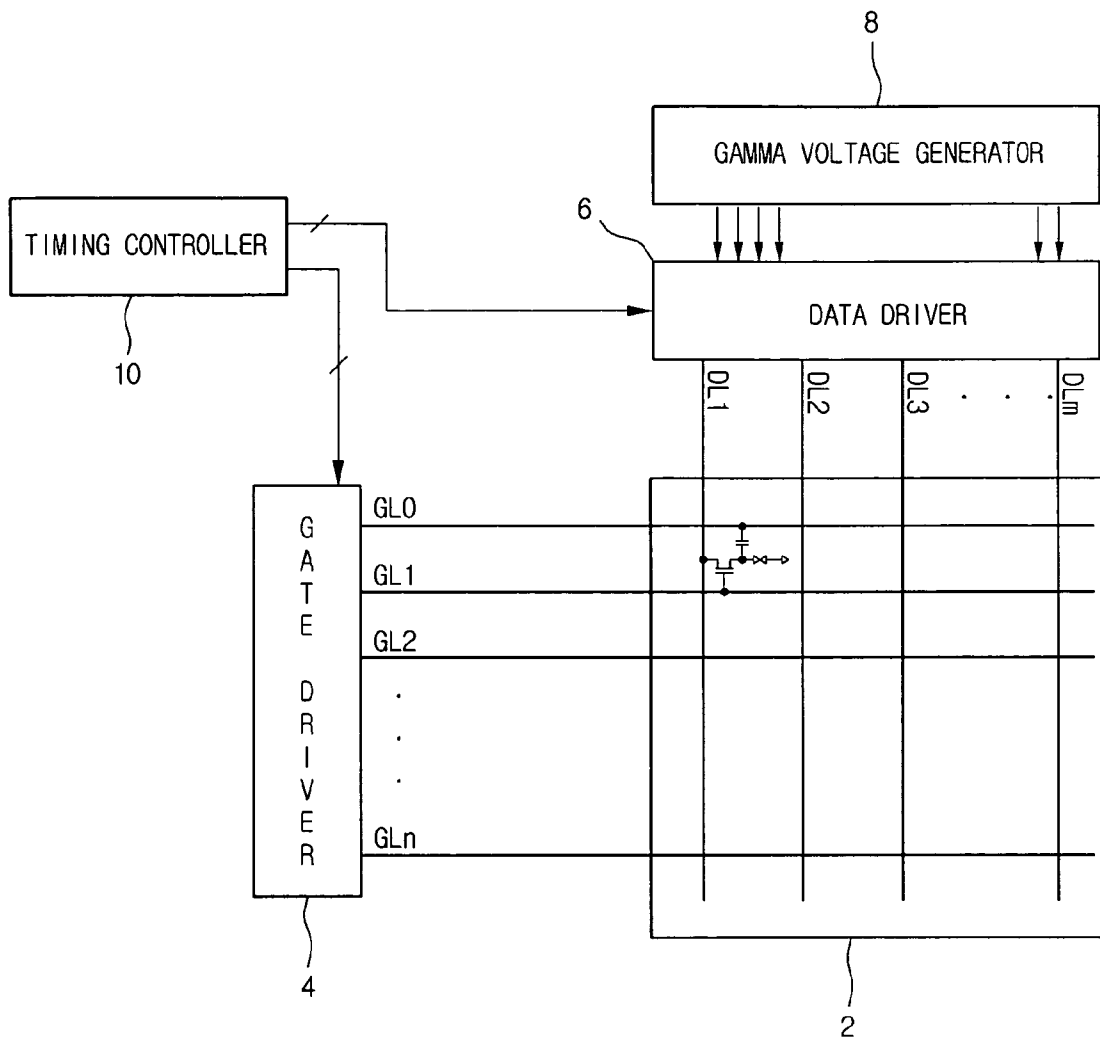 8
GAMMA VOLTAGE GENERATOR
6
TIMING CONTROLLER
DATA DRIVER
10
DL1
DL2
DL3
. . .
DLm
GL0
GL1
GL2
.
.
.
GLn
GATE DRIVER
4
2